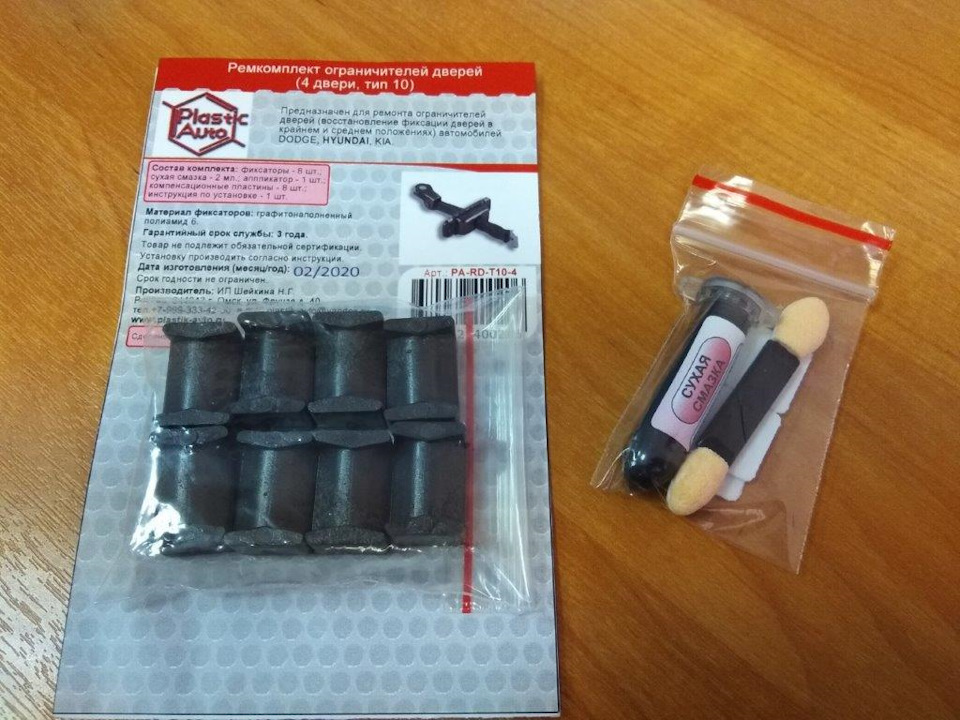 Ремкомплект ограничителей дверей
(4 двери, тип 10)
Plastic
Auto
Предназначен для ремонта ограничителей
дверей (восстановление фиксации дверей в
крайнем и среднем положениях) автомобилей
DODGE, HYUNDAI, KIA.
Состав комплекта: фиксаторы - 8 шт.;
сухая смазка - 2 мл.; аппликатор - 1 шт.;
компенсационные пластины - 8 шт.;
инструкция по установке - 1 шт.
Материал фиксаторов: графитонаполненный
полиамид 6.
Гарантийный срок службы: 3 года.
Товар не подлежит обязательной сертификации.
Установку производить согласно инструкции.
Дата изготовления (месяц/год): 02/2020
Срок годности не ограничен.
Производитель: ИП Шейкина Н.Г.
г. Омск, ул.
Арт.: PA-RD-T10-4
СУХАЯ
СМАЗКА